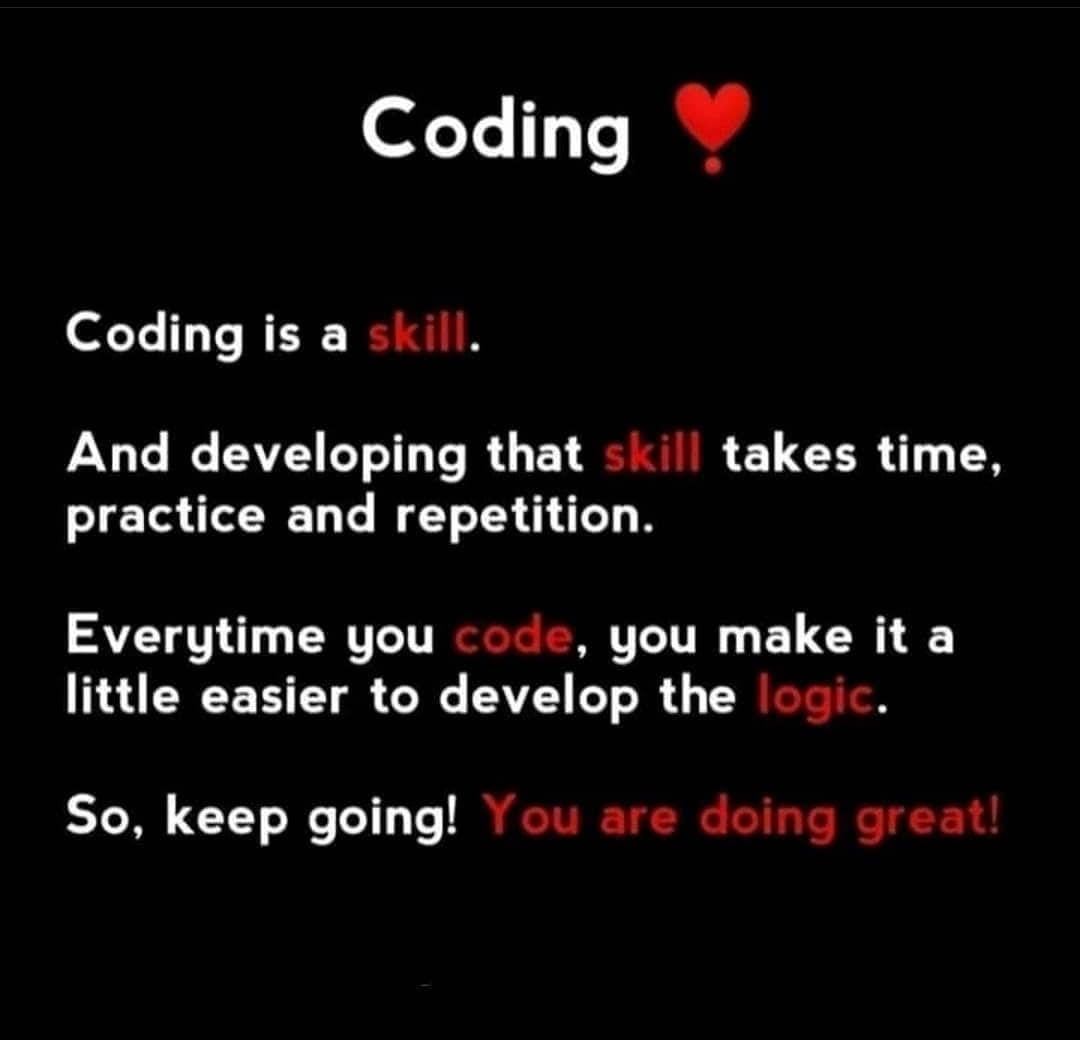 Coding ❣
Coding is a skill.
And developing that skill takes time,
practice and repetition.
Everytime you code, you make it a
little easier to develop the logic.
So, keep going! You are doing great!